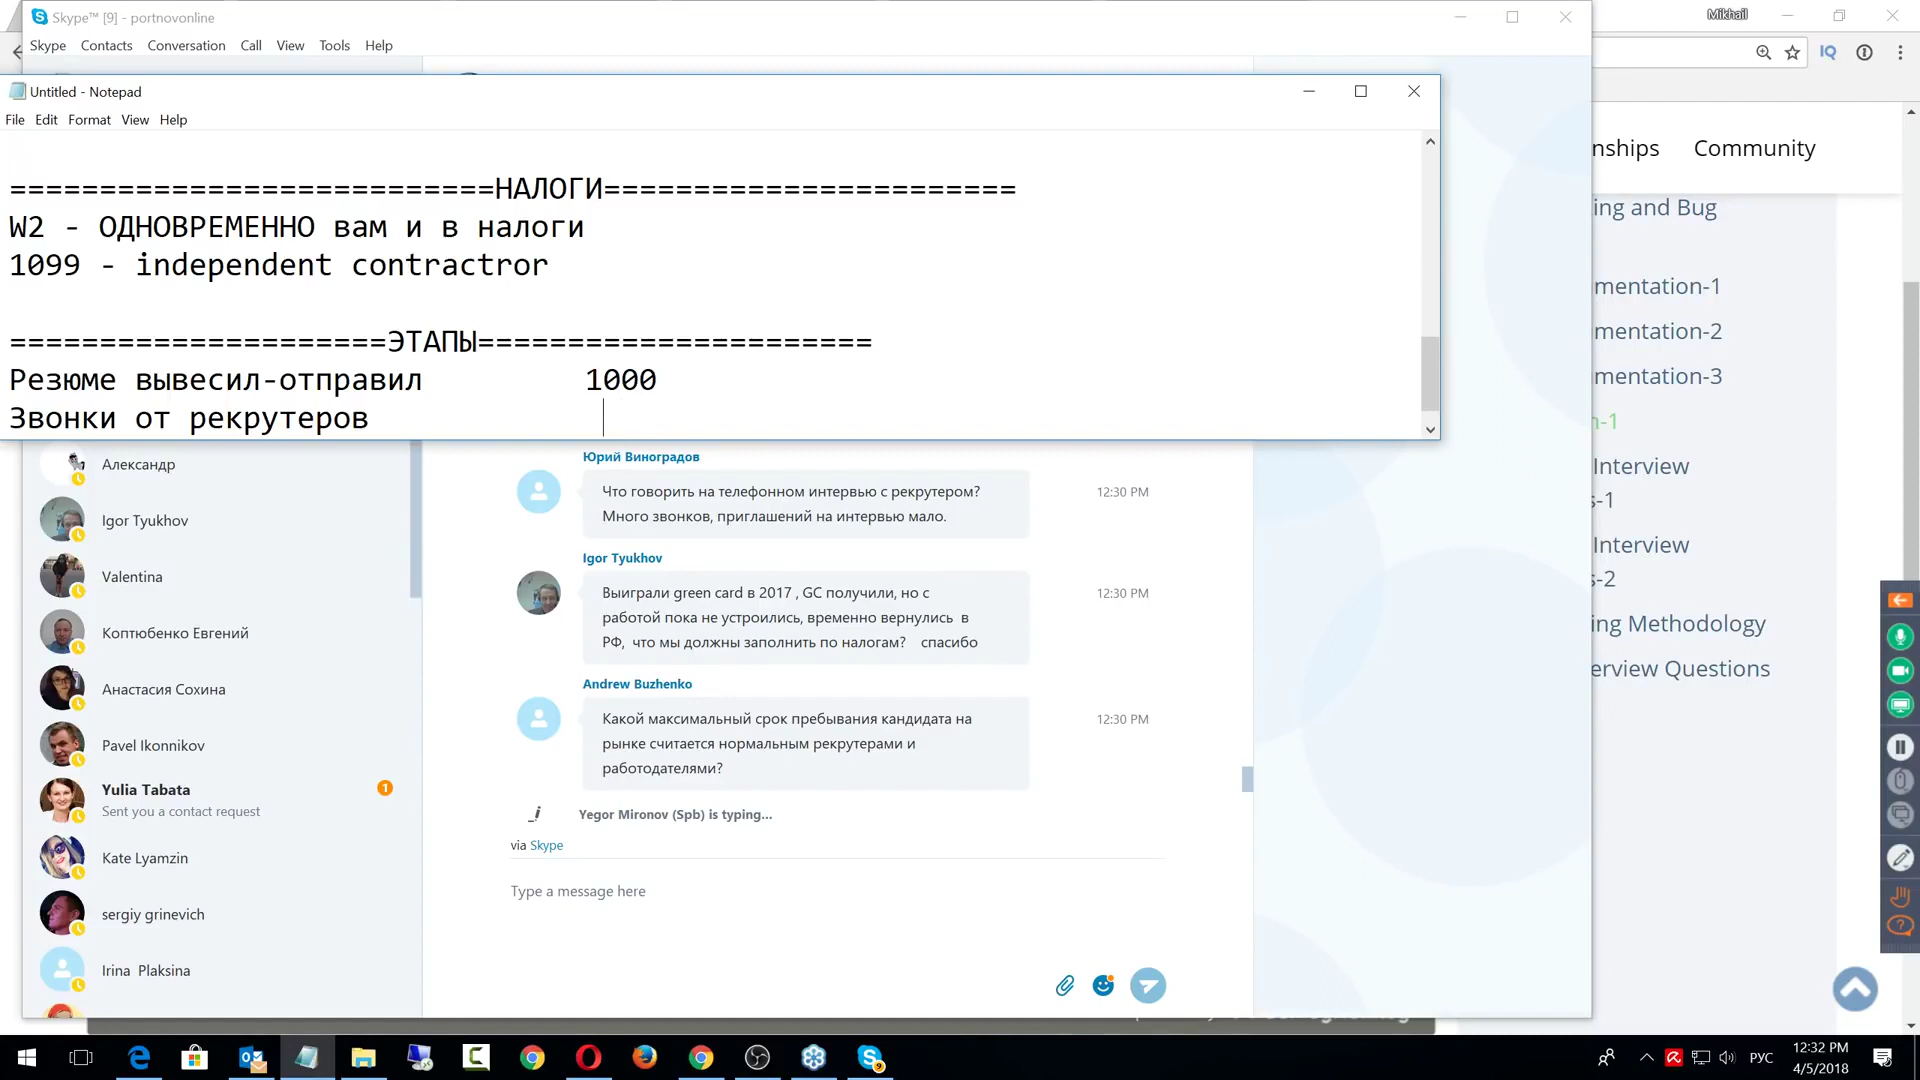 Skype™ [9] - portnovonline
Mikhail
Skype Contacts Conversation Call View Tools Help
Untitled - Notepad
File Edit Format View Help
===========================НАЛОГИ=======================
W2 - ОДНОВРЕМЕННО вам и в налоги
1099 - independent contractror
=====================ЭТАПЫ======================
Резюме вывесил-отправил 1000
Звонки от рекрутеров
nships Community
ing and Bug
mentation-1
mentation-2
mentation-3
n-1
Interview
s-1
Interview
s-2
ing Methodology
erview Questions
Александр
Igor Tyukhov
Valentina
Коптюбенко Евгений
Анастасия Сохина
Pavel Ikonnikov
Yulia Tabata
1
Sent you a contact request
Kate Lyamzin
sergiy grinevich
Irina Plaksina
Юрий Виноградов
Что говорить на телефонном интервью с рекрутером?
Много звонков, приглашений на интервью мало.
12:30 PM
Igor Tyukhov
Выиграли green card в 2017 , GC получили, но с
работой пока не устроились, временно вернулись в
РФ, что мы должны заполнить по налогам? спасибо
12:30 PM
Andrew Buzhenko
Какой максимальный срок пребывания кандидата на
рынке считается нормальным рекрутерами и
работодателями?
12:30 PM
Yegor Mironov (Spb) is typing...
via Skype
Type a message here
РУС
12:32 PM
4/5/2018